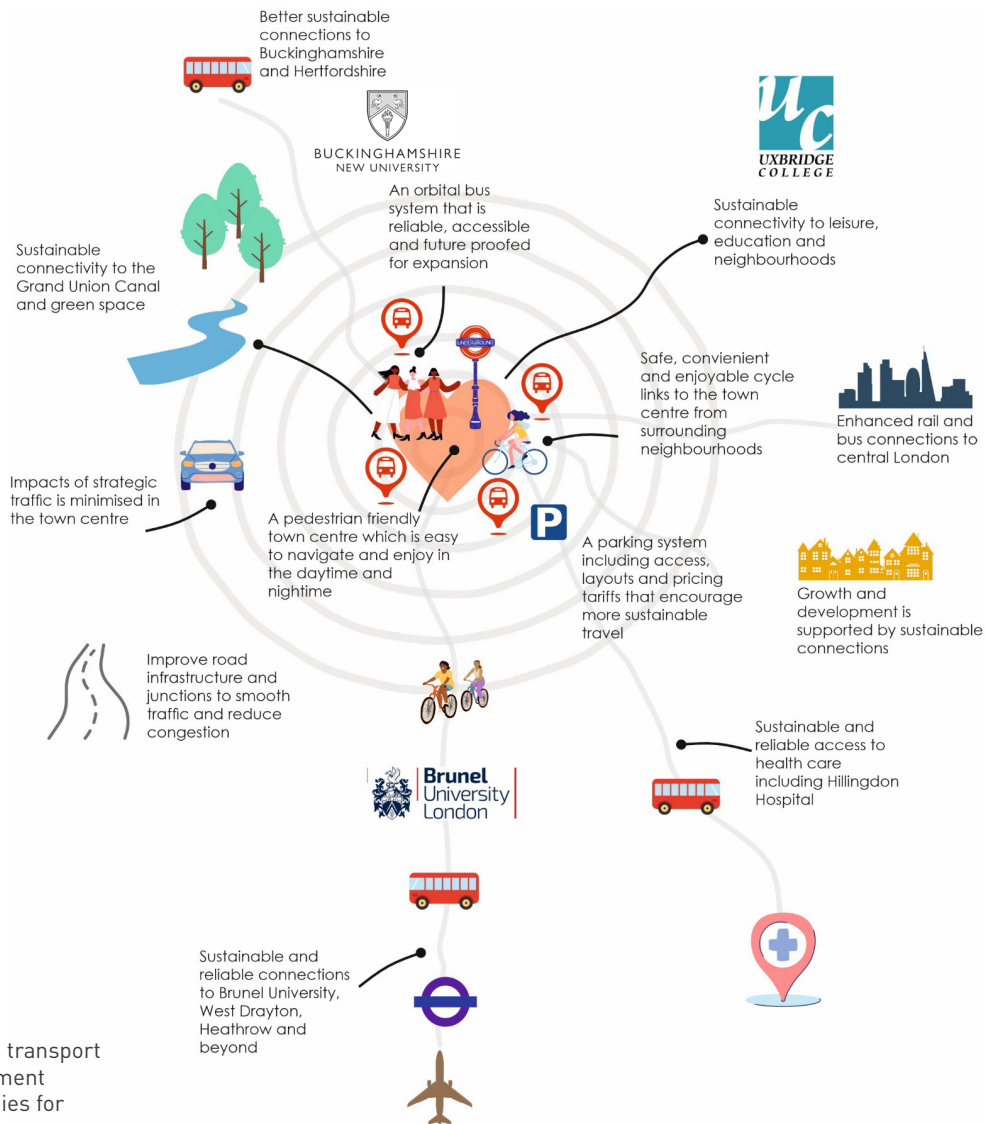 Better sustainable
connections to
Buckinghamshire
and Hertfordshire
BUCKINGHAMSHIRE
NEW UNIVERSITY
uc
UXBRIDGE
COLLEGE
An orbital bus
system that is
reliable, accessible
and future proofed
for expansion
Sustainable
connectivity to leisure,
education and
neighbourhoods
Sustainable
connectivity to the
Grand Union Canal
and green space
UNDERGROUND
Safe, convienient
and enjoyable cycle
links to the town
centre from
surrounding
neighbourhoods
Enhanced rail and
bus connections to
central London
Impacts of strategic
traffic is minimised in
the town centre
A pedestrian friendly
town centre which is easy
to navigate and enjoy in
the daytime and
nightime
P
A parking system
including access,
layouts and pricing
tariffs that encourage
more sustainable
travel
Growth and
development is
supported by sustainable
connections
Improve road
infrastructure and
junctions to smooth
traffic and reduce
congestion
Sustainable and
reliable access to
health care
including Hillingdon
Hospital
Brunel
University
London
Sustainable and
reliable connections
to Brunel University,
West Drayton,
Heathrow and
beyond
transport
ment
ies for